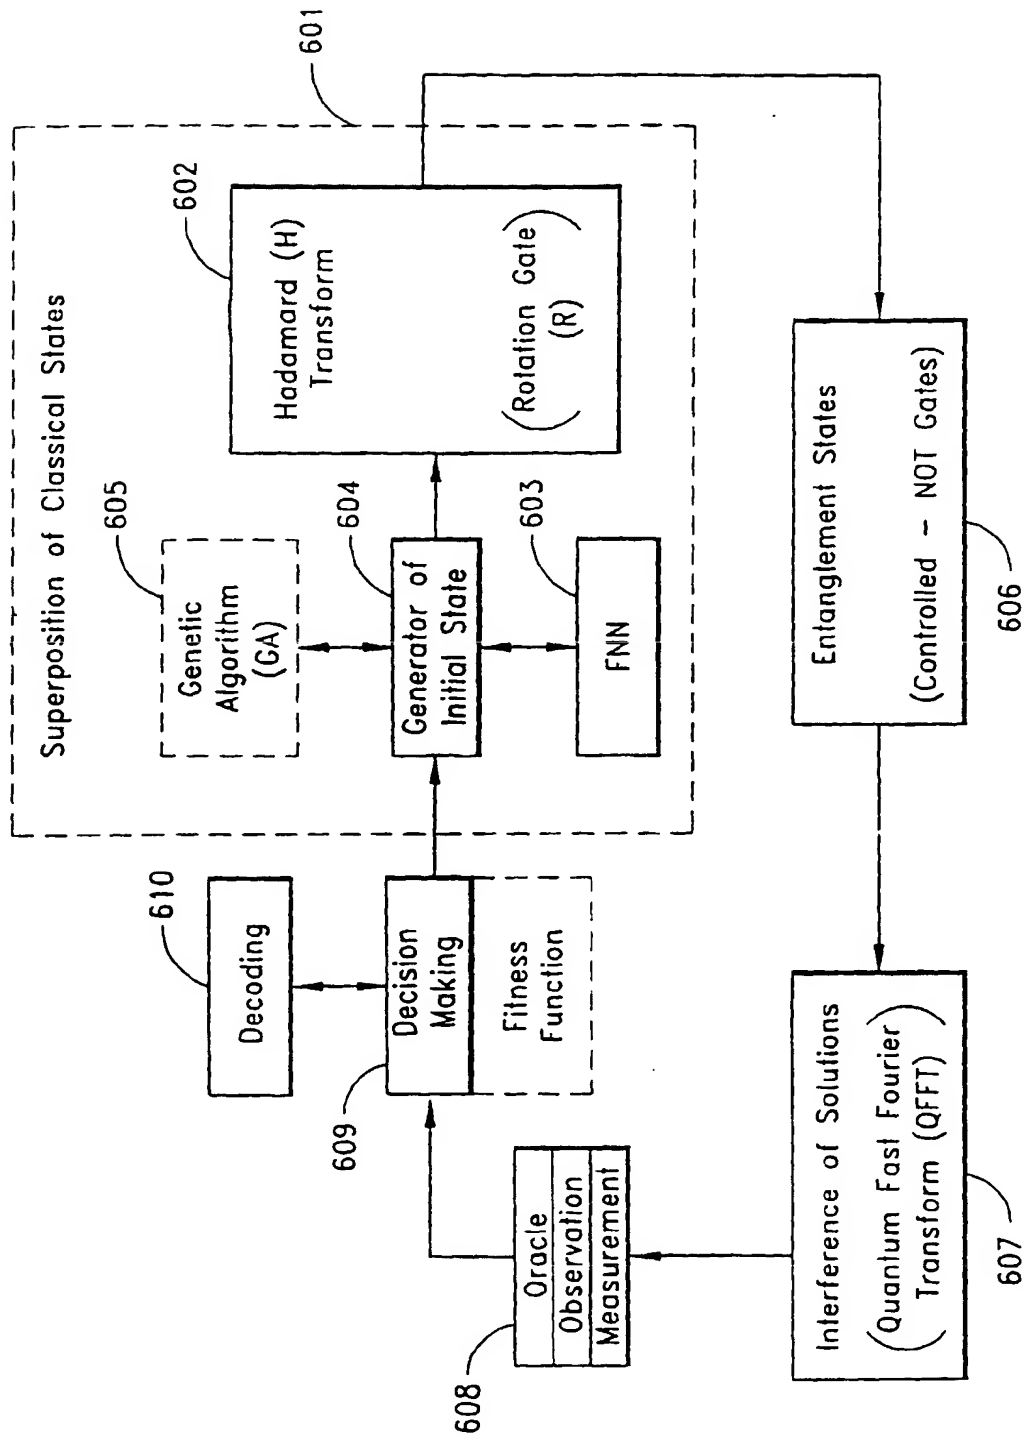 Superposition of Classical States
601
605
Genetic
Algorithm
(GA)
602
Hadamard (H)
Transform
(Rotation Gate)
(R)
604
Generator of
Initial State
603
FNN
610
Decoding
609
Decision
Making
Fitness
Function
608
Oracle
Observation
Measurement
Interference of Solutions
(Quantum Fast Fourier
Transform (QFFT))
607
Entanglement States
(Controlled - NOT Gates)
606